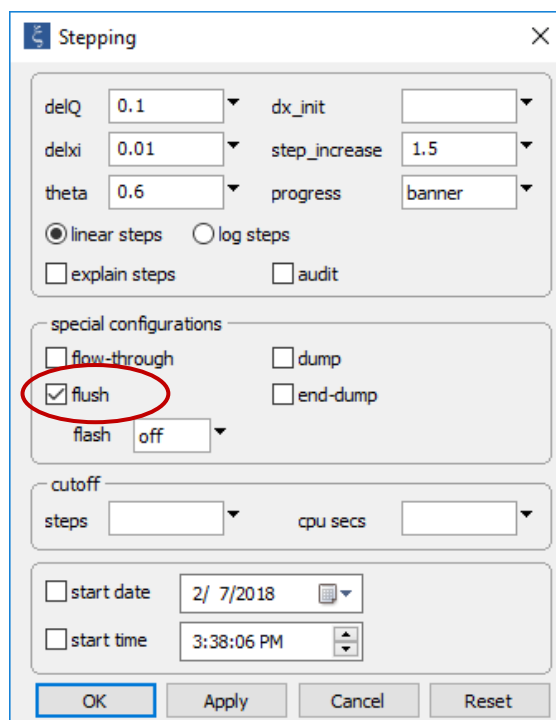 ξ Stepping
delQ 0.1 dx_init
delxi 0.01 step_increase 1.5
theta 0.6 progress banner
linear steps log steps
explain steps audit
special configurations
flow-through dump
flush end-dump
flash off
cutoff
steps cpu secs
start date 2/ 7/2018
start time 3:38:06 PM
OK Apply Cancel Reset